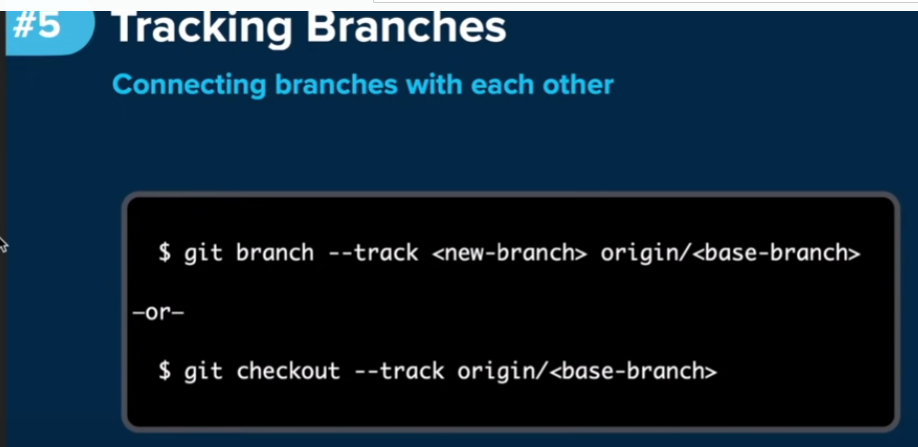 #5 Tracking Branches
Connecting branches with each other
$ git branch --track <new-branch> origin/<base-branch>
–or–
$ git checkout --track origin/<base-branch>